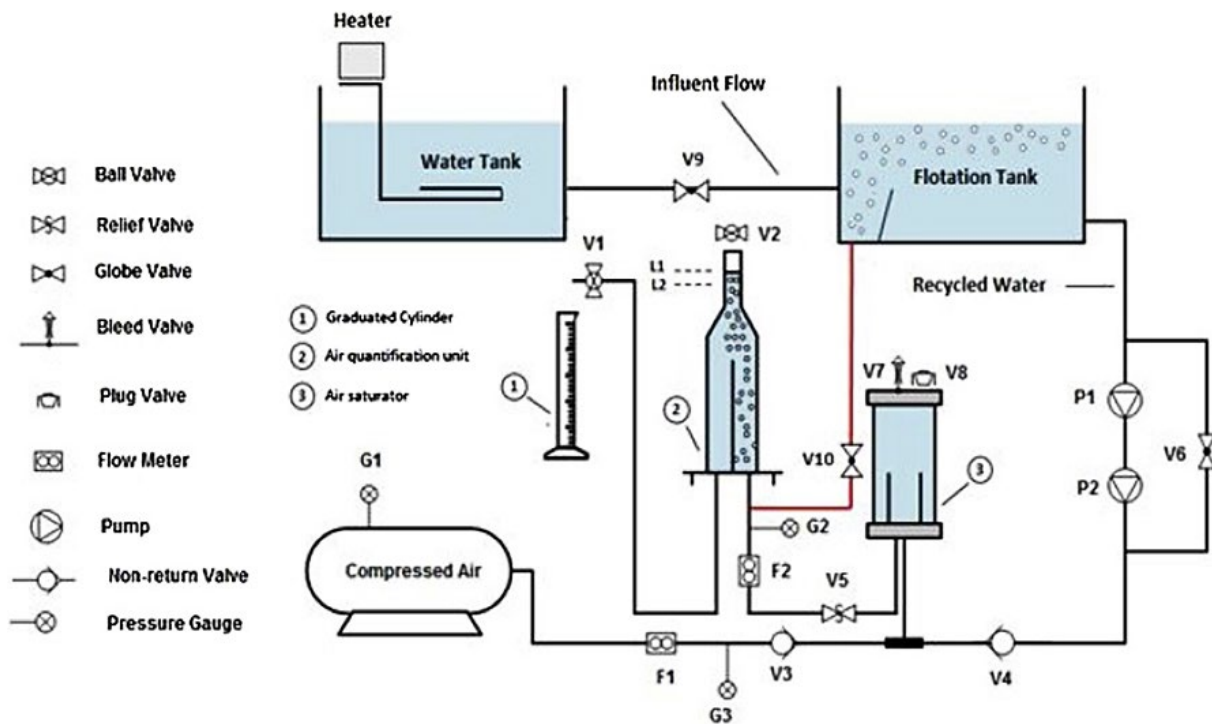 Heater
Influent Flow
Water Tank
V9
Flotation Tank
Ball Valve
Relief Valve
Globe Valve
Bleed Valve
Plug Valve
Flow Meter
Pump
Non-return Valve
Pressure Gauge
1 Graduated Cylinder
2 Air quantification unit
3 Air saturator
V1
V2
L1
L2
Recycled Water
1
2
3
V7
V8
P1
P2
V6
V10
G1
G2
Compressed Air
F2
V5
F1
V3
V4
G3